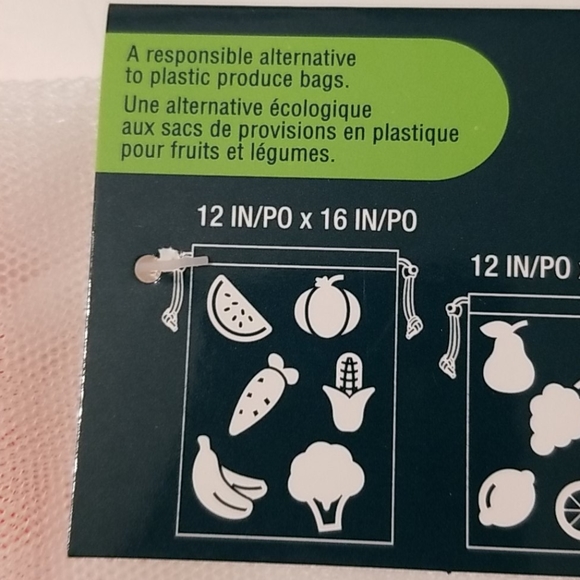 A responsible alternative
to plastic produce bags.
Une alternative écologique
aux sacs de provisions en plastique
pour fruits et légumes.
12 IN/PO x 16 IN/PO
12 IN/PO